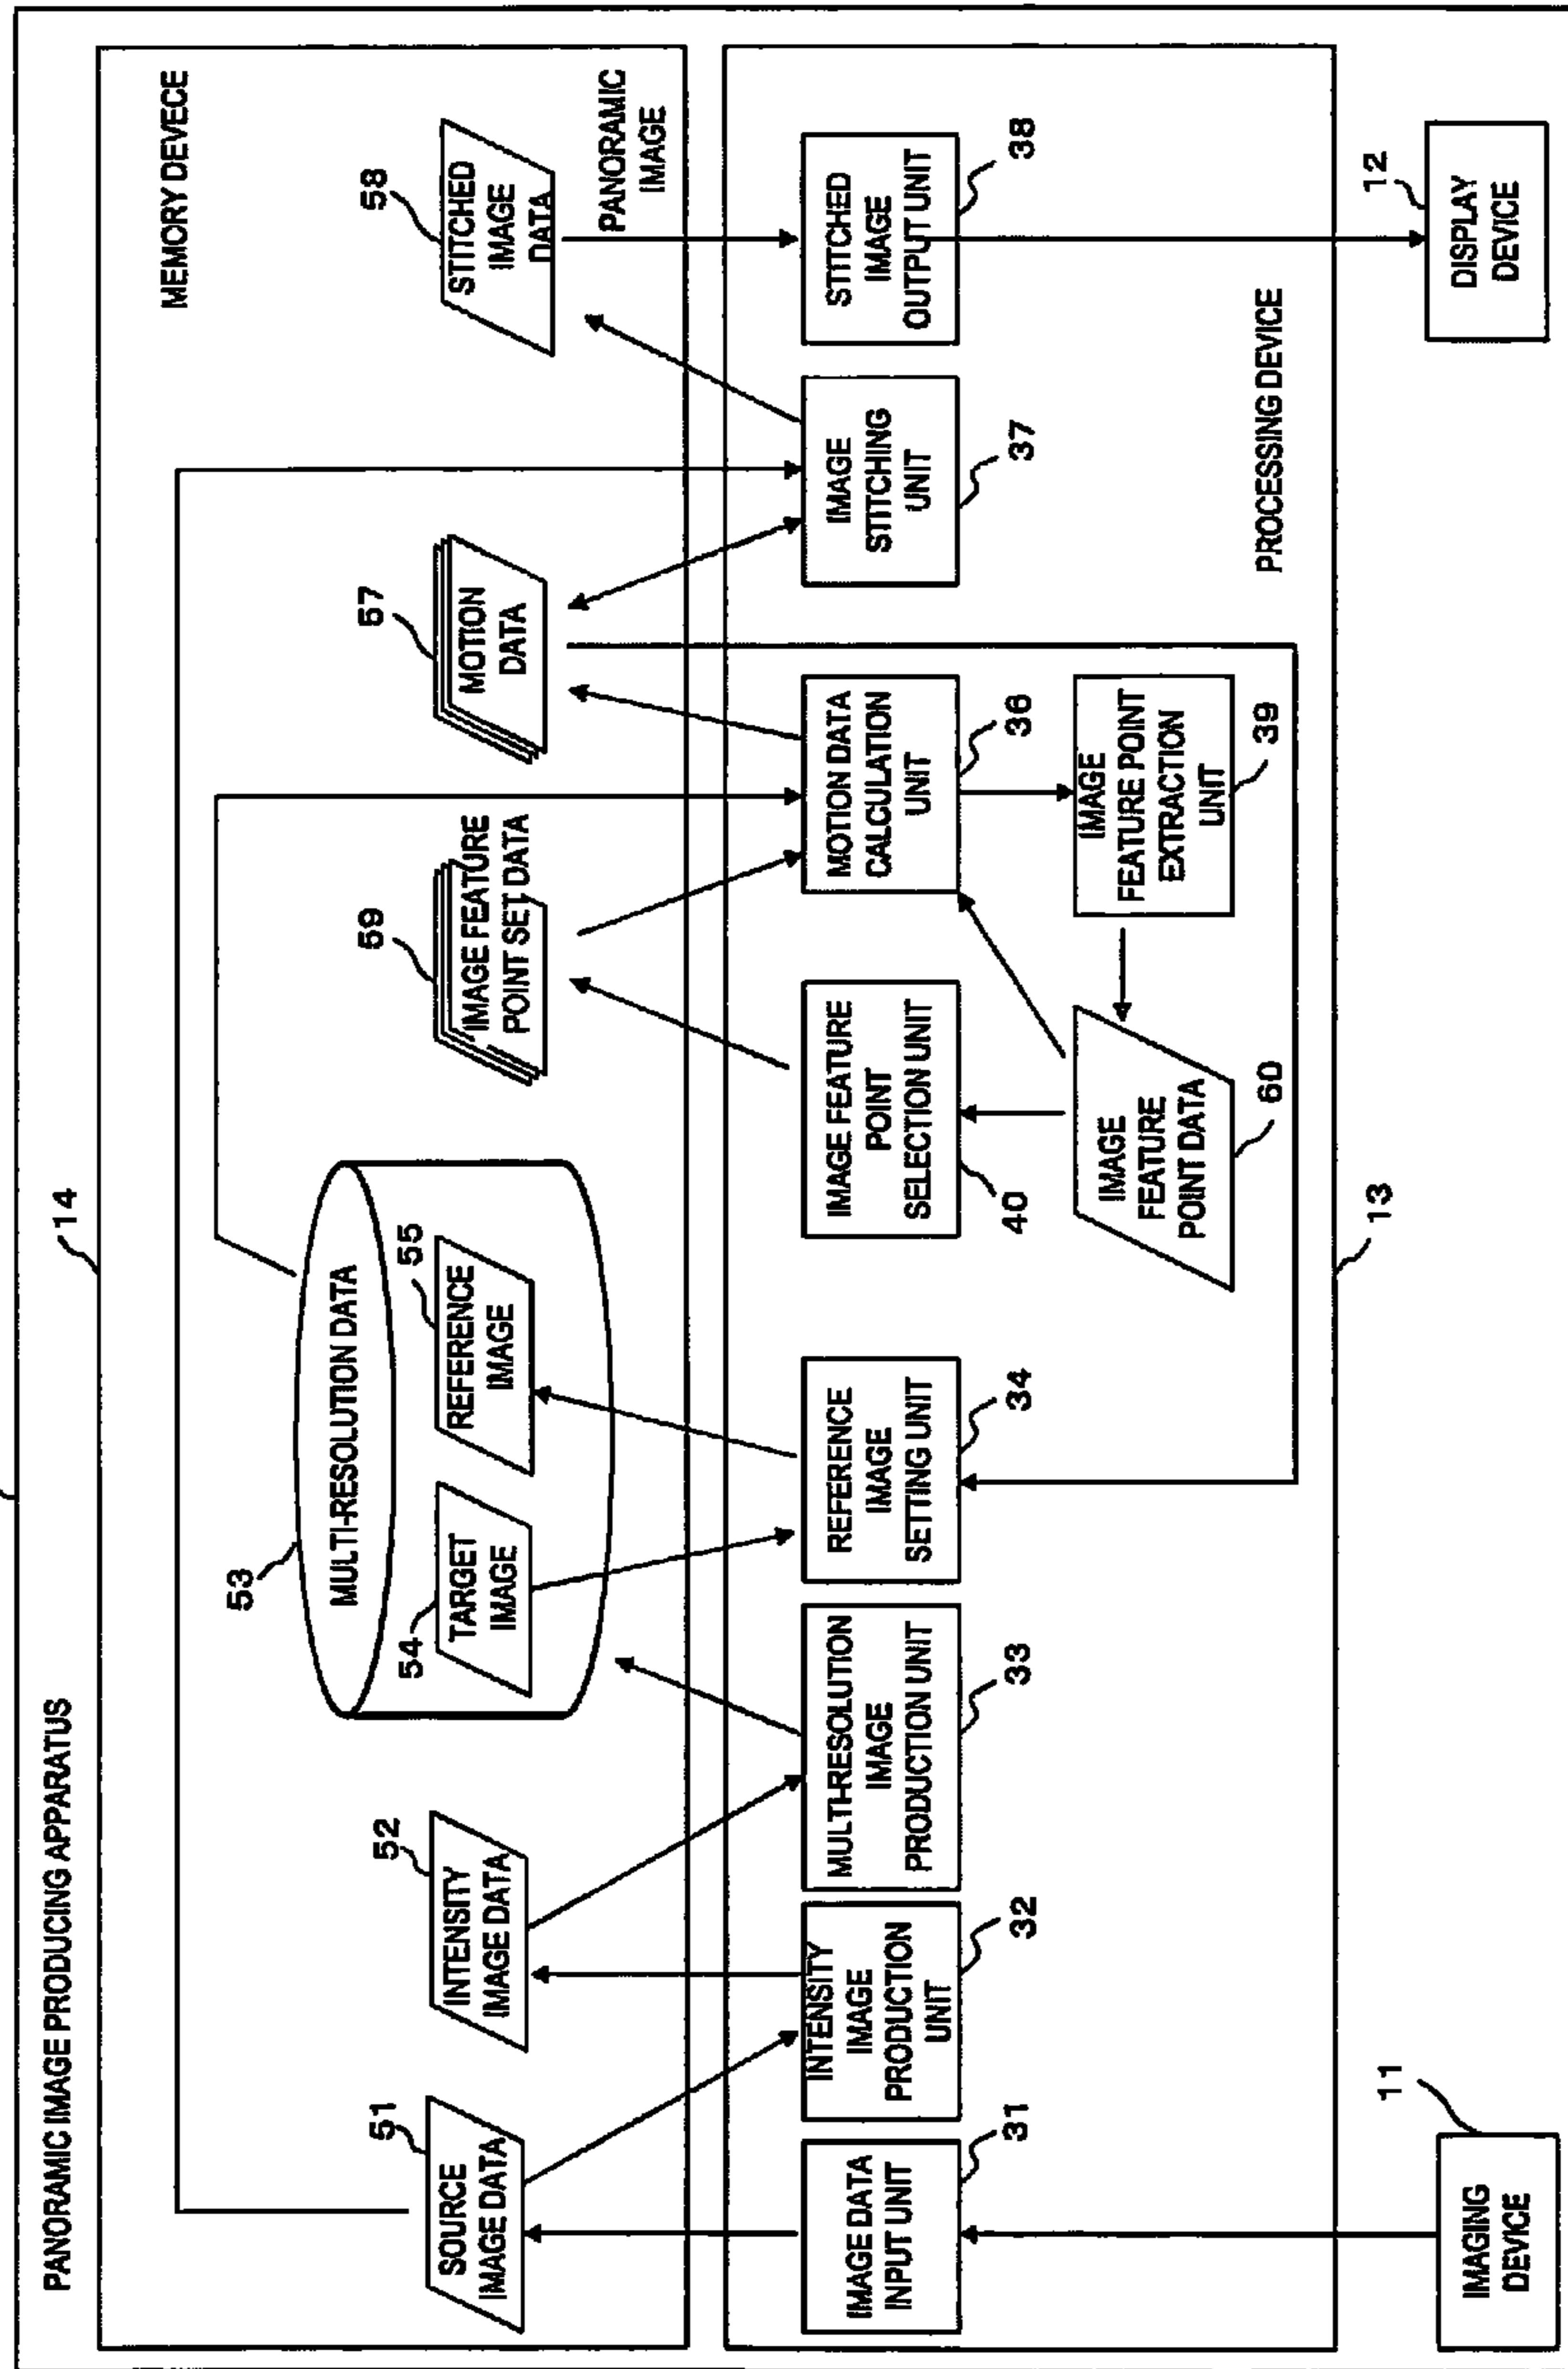 PANORAMIC IMAGE PRODUCING APPARATUS
14
MEMORY DEVECE
51
SOURCE
IMAGE DATA
52
INTENSITY
IMAGE DATA
53
MULTI-RESOLUTION DATA
54
TARGET
IMAGE
55
REFERENCE
IMAGE
59
IMAGE FEATURE
POINT SET DATA
57
MOTION
DATA
58
STITCHED
IMAGE
DATA
PANORAMIC
IMAGE
IMAGE DATA
INPUT UNIT
31
INTENSITY
IMAGE
PRODUCTION
UNIT
32
MULTI-RESOLUTION
IMAGE
PRODUCTION UNIT
33
REFERENCE
IMAGE
SETTING UNIT
34
IMAGE FEATURE
POINT
SELECTION UNIT
40
MOTION DATA
CALCULATION
UNIT
36
IMAGE
STITCHING
UNIT
37
STITCHED
IMAGE
OUTPUT UNIT
38
IMAGE
FEATURE
POINT DATA
60
IMAGE
FEATURE POINT
EXTRACTION
UNIT
39
PROCESSING DEVICE
13
11
IMAGING
DEVICE
12
DISPLAY
DEVICE